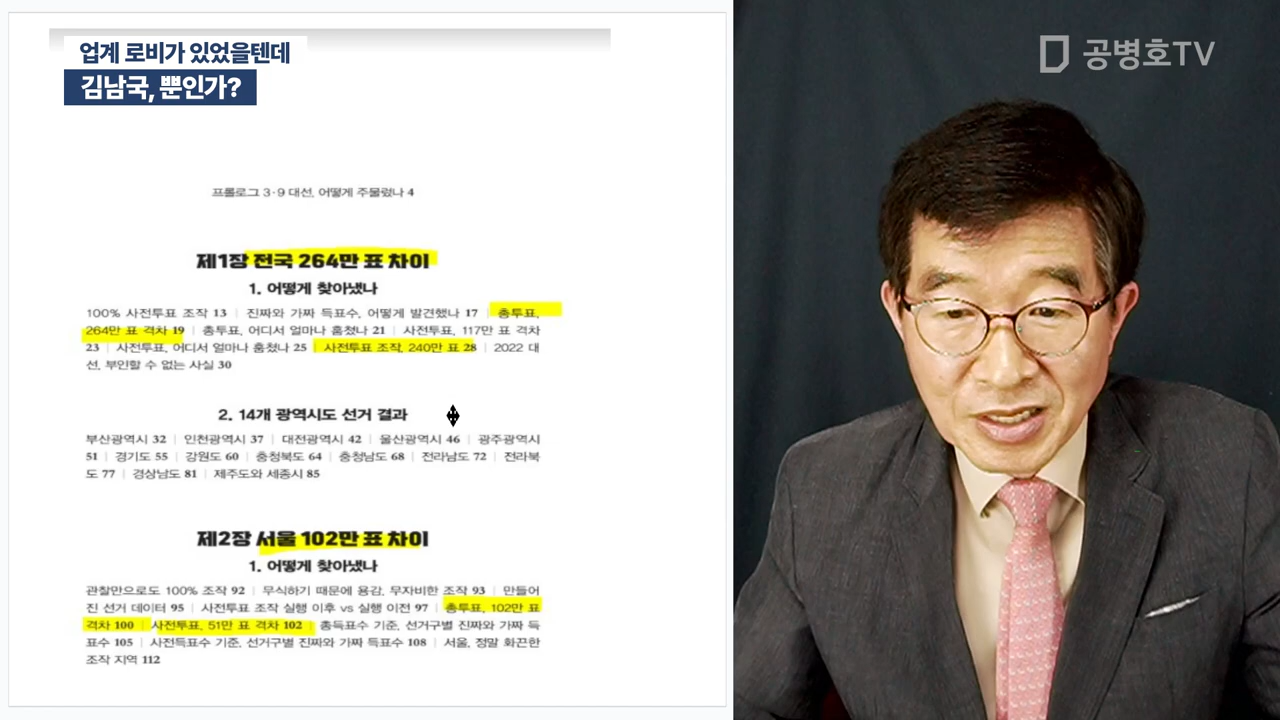 업계 로비가 있었을텐데
김남국, 뿐인가?
공병호TV
프롤로그 3·9 대선, 어떻게 주물렀나 4
제1장 전국 264만 표 차이
1. 어떻게 찾아냈나
100% 사전투표 조작 13 | 진짜와 가짜 득표수, 어떻게 발견했나 17 | 총투표,
264만 표 격차 19 | 총투표, 어디서 얼마나 훔쳤나 21 | 사전투표, 117만 표 격차
23 | 사전투표, 어디서 얼마나 훔쳤나 25 | 사전투표 조작, 240만 표 28 | 2022 대
선, 부인할 수 없는 사실 30
2. 14개 광역시도 선거 결과
부산광역시 32 | 인천광역시 37 | 대전광역시 42 | 울산광역시 46 | 광주광역시
51 | 경기도 55 | 강원도 60 | 충청북도 64 | 충청남도 68 | 전라남도 72 | 전라북
도 77 | 경상남도 81 | 제주도와 세종시 85
제2장 서울 102만 표 차이
1. 어떻게 찾아냈나
관찰만으로도 100% 조작 92 | 무식하기 때문에 용감, 무자비한 조작 93 | 만들어
진 선거 데이터 95 | 사전투표 조작 실행 이후 vs 실행 이전 97 | 총투표, 102만 표
격차 100 | 사전투표, 51만 표 격차 102 | 총득표수 기준, 선거구별 진짜와 가짜 득
표수 105 | 사전득표수 기준, 선거구별 진짜와 가짜 득표수 108 | 서울, 정말 화끈한
조작 지역 112